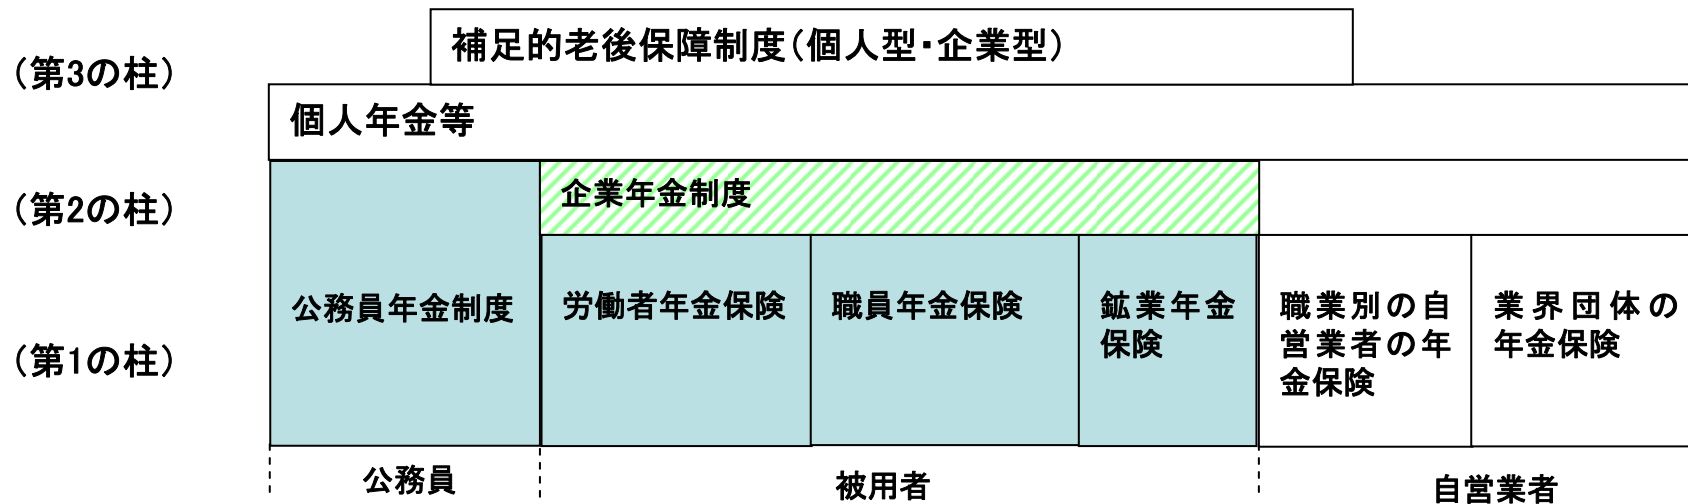 補足的老後保障制度（個人型・企業型）
（第3の柱）
個人年金等
（第2の柱）
企業年金制度
（第1の柱）
公務員年金制度
労働者年金保険
職員年金保険
鉱業年金
保険
職業別の自
営業者の年
金保険
業界団体の
年金保険
公務員
被用者
自営業者